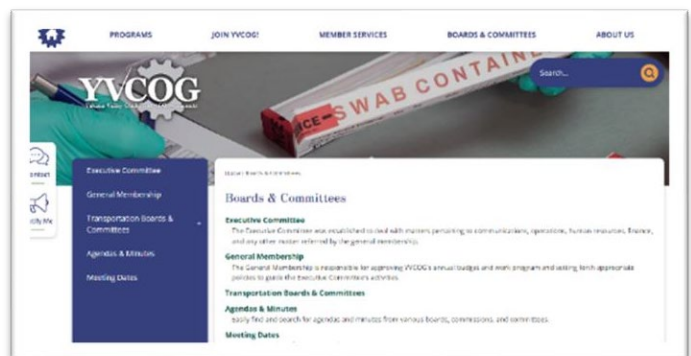 PROGRAMS
JOIN YVCOG!
MEMBER SERVICES
BOARDS & COMMITTEES
ABOUT US
YVCOG
ICE-SWAB CONTAINE
Search...
Executive Committee
General Membership
Transportation Boards &
Committees
Agendas & Minutes
Meeting Dates
Boards & Committees
Executive Committee
The Executive Committee was established to deal with matters pertaining to communications, operations, human resources, finance,
and any other matter referred by the general membership.
General Membership
The General Membership is responsible for approving YVCOG's annual budgets and work program and setting forth appropriate
policies to guide the Executive Committee's activities.
Transportation Boards & Committees
Agendas & Minutes
Easily find and search for agendas and minutes from various boards, commissions, and committees.
Meeting Dates